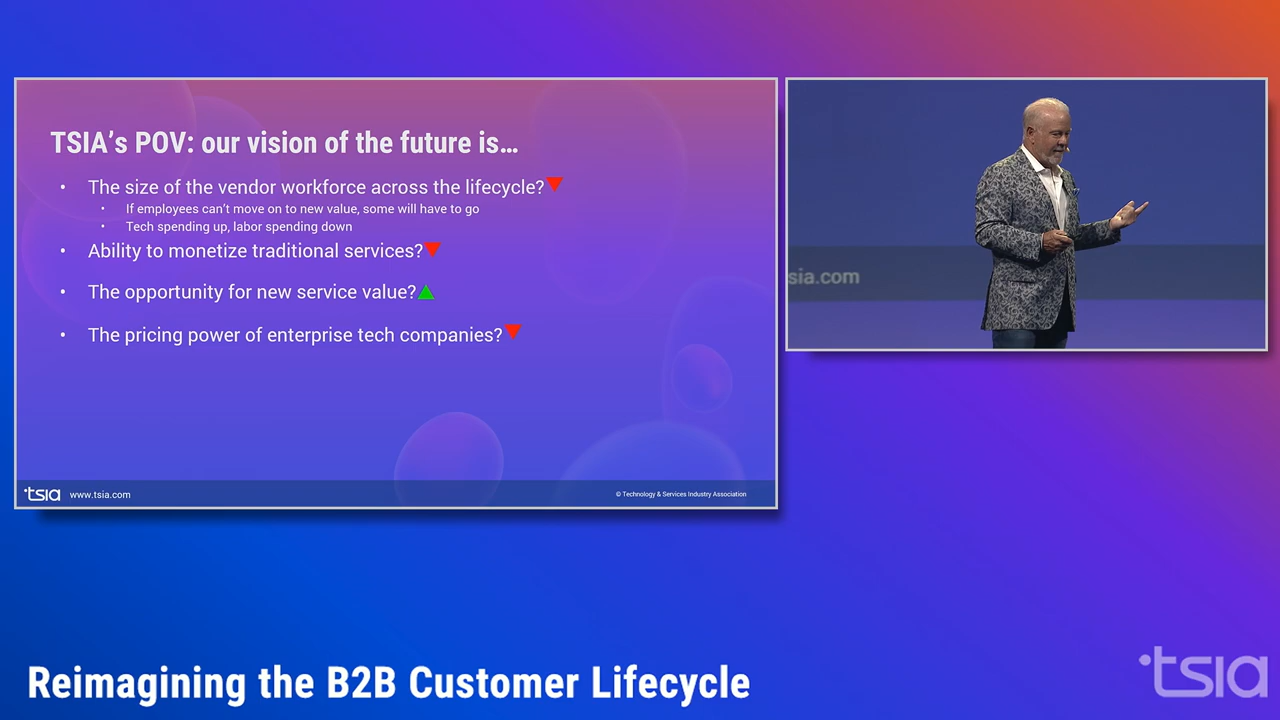 TSIA's POV: our vision of the future is…
• The size of the vendor workforce across the lifecycle?
• If employees can't move on to new value, some will have to go
• Tech spending up, labor spending down
• Ability to monetize traditional services?
• The opportunity for new service value?
• The pricing power of enterprise tech companies?
tsia www.tsia.com
© Technology & Services Industry Association
sia.com
Reimagining the B2B Customer Lifecycle
tsia